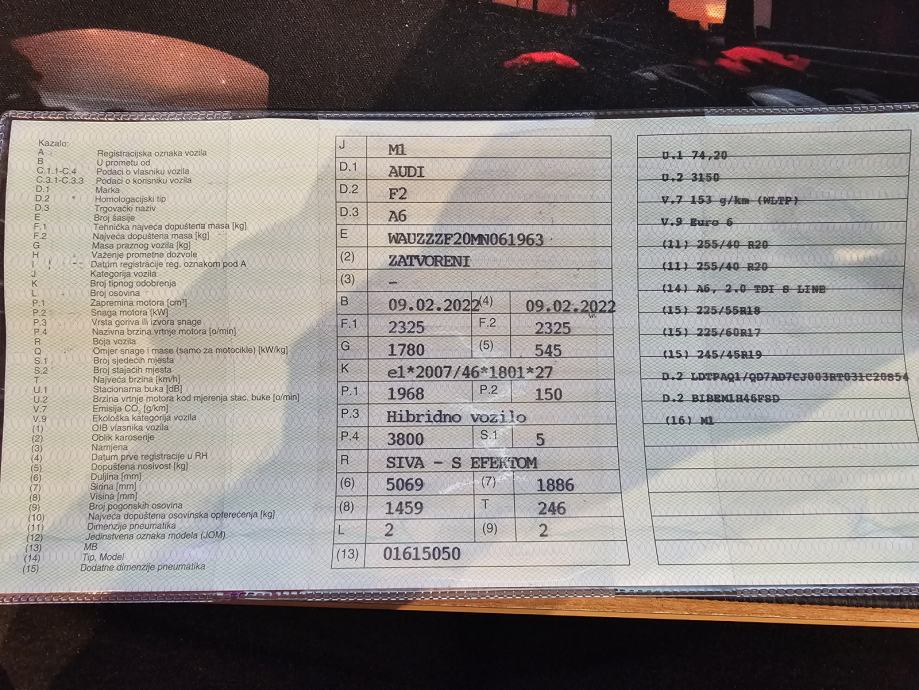 Kazalo:
A Registracijska oznaka vozila
B U prometu od
C.1.1-C.4 Podaci o vlasniku vozila
C.3.1-C.3.3 Podaci o korisniku vozila
D.1 Marka
D.2 Homologacijski tip
D.3 Trgovački naziv
E Broj šasije
F.1 Tehnička najveća dopuštena masa [kg]
F.2 Najveća dopuštena masa [kg]
G Masa praznog vozila [kg]
H Važenje prometne dozvole
I Datum registracije reg. oznakom pod A
J Kategorija vozila
K Broj tipnog odobrenja
L Broj osovina
P.1 Zapremina motora [cm³]
P.2 Snaga motora [kW]
P.3 Vrsta goriva ili izvora snage
P.4 Nazivna brzina vrtnje motora [o/min]
R Boja vozila
Q Omjer snage i mase (samo za motocikle) [kW/kg]
S.1 Broj sjedećih mjesta
S.2 Broj stajaćih mjesta
T Najveća brzina [km/h]
U.1 Stacionarna buka [dB]
U.2 Brzina vrtnje motora kod mjerenja stac. buke [o/min]
V.7 Emisija CO₂ [g/km]
V.9 Ekološka kategorija vozila
(1) OIB vlasnika vozila
(2) Oblik karoserije
(3) Namjena
(4) Datum prve registracije u RH
(5) Dopuštena nosivost [kg]
(6) Duljina [mm]
(7) Širina [mm]
(8) Visina [mm]
(9) Broj pogonskih osovina
(10) Najveća dopuštena osovinska opterećenja [kg]
(11) Dimenzije pneumatika
(12) Jedinstvena oznaka modela (JOM)
(13) MB
(14) Tip, Model
(15) Dodatne dimenzije pneumatika
J M1
D.1 AUDI
D.2 F2
D.3 A6
E WAUZZZF20MN061963
(2) ZATVORENI
(3) –
B 09.02.2022 (4) 09.02.2022
F.1 2325 F.2 2325
G 1780 (5) 545
K e1*2007/46*1801*27
P.1 1968 P.2 150
P.3 Hibridno vozilo
P.4 3800 S.1 5
R SIVA - S EFEKTOM
(6) 5069 (7) 1886
(8) 1459 T 246
L 2 (9) 2
(13) 01615050
U.1 74,20
U.2 3150
V.7 153 g/km (WLTP)
V.9 Euro 6
(11) 255/40 R20
(11) 255/40 R20
(14) A6, 2.0 TDI S LINE
(15) 225/55R18
(15) 225/60R17
(15) 245/45R19
D.2 LDTPAQ1/QD7AD7CJ003RT031C20854
D.2 BIBEM1H46FSD
(16) M1